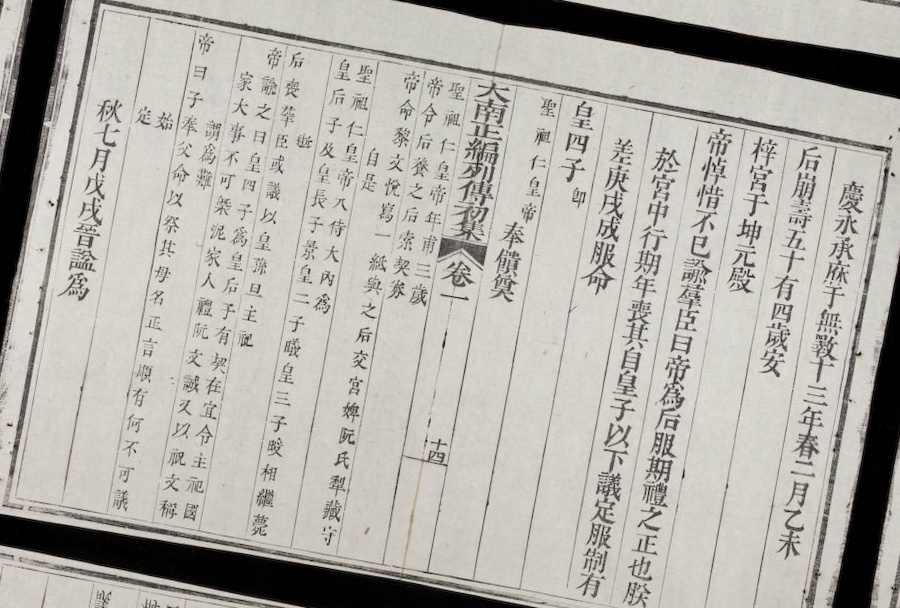 慶永承庥于無斁十三年春二月乙未
后崩壽五十有四歲安
梓宮于坤元殿
帝悼惜不已諭羣臣曰帝爲后服期禮之正也朕
於宮中行期年喪其自皇子以下議定服制有
差庚戌成服命
皇四子即
聖祖仁皇帝奉饋奠
大南正編列傳初集 卷一 十四
聖祖仁皇帝年甫三歲
帝令后養之后索契券
帝命黎文悅寫一紙與之后交宮婢阮氏犁藏守
自是
聖祖仁皇帝入侍大內爲
皇后子及皇長子景皇二子曦皇三子晙相繼薨
逝
后喪羣臣或議以皇孫旦主祀
帝諭之曰皇四子爲皇后子有契在宜令主祀國
家大事不可槩泥家人禮阮文誠又以祝文稱
謂爲難
帝曰子奉父命以祭其母名正言順有何不可議
始
定
秋七月戊戌晉謚爲